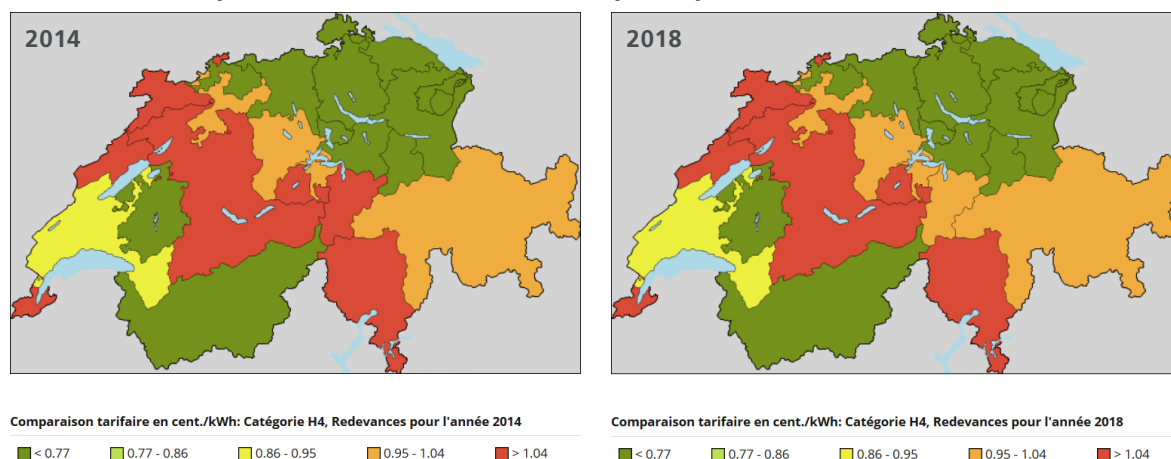 2014
2018
Comparaison tarifaire en cent./kWh: Catégorie H4, Redevances pour l'année 2014
Comparaison tarifaire en cent./kWh: Catégorie H4, Redevances pour l'année 2018
< 0.77 0.77 - 0.86 0.86 - 0.95 0.95 - 1.04 > 1.04
< 0.77 0.77 - 0.86 0.86 - 0.95 0.95 - 1.04 > 1.04